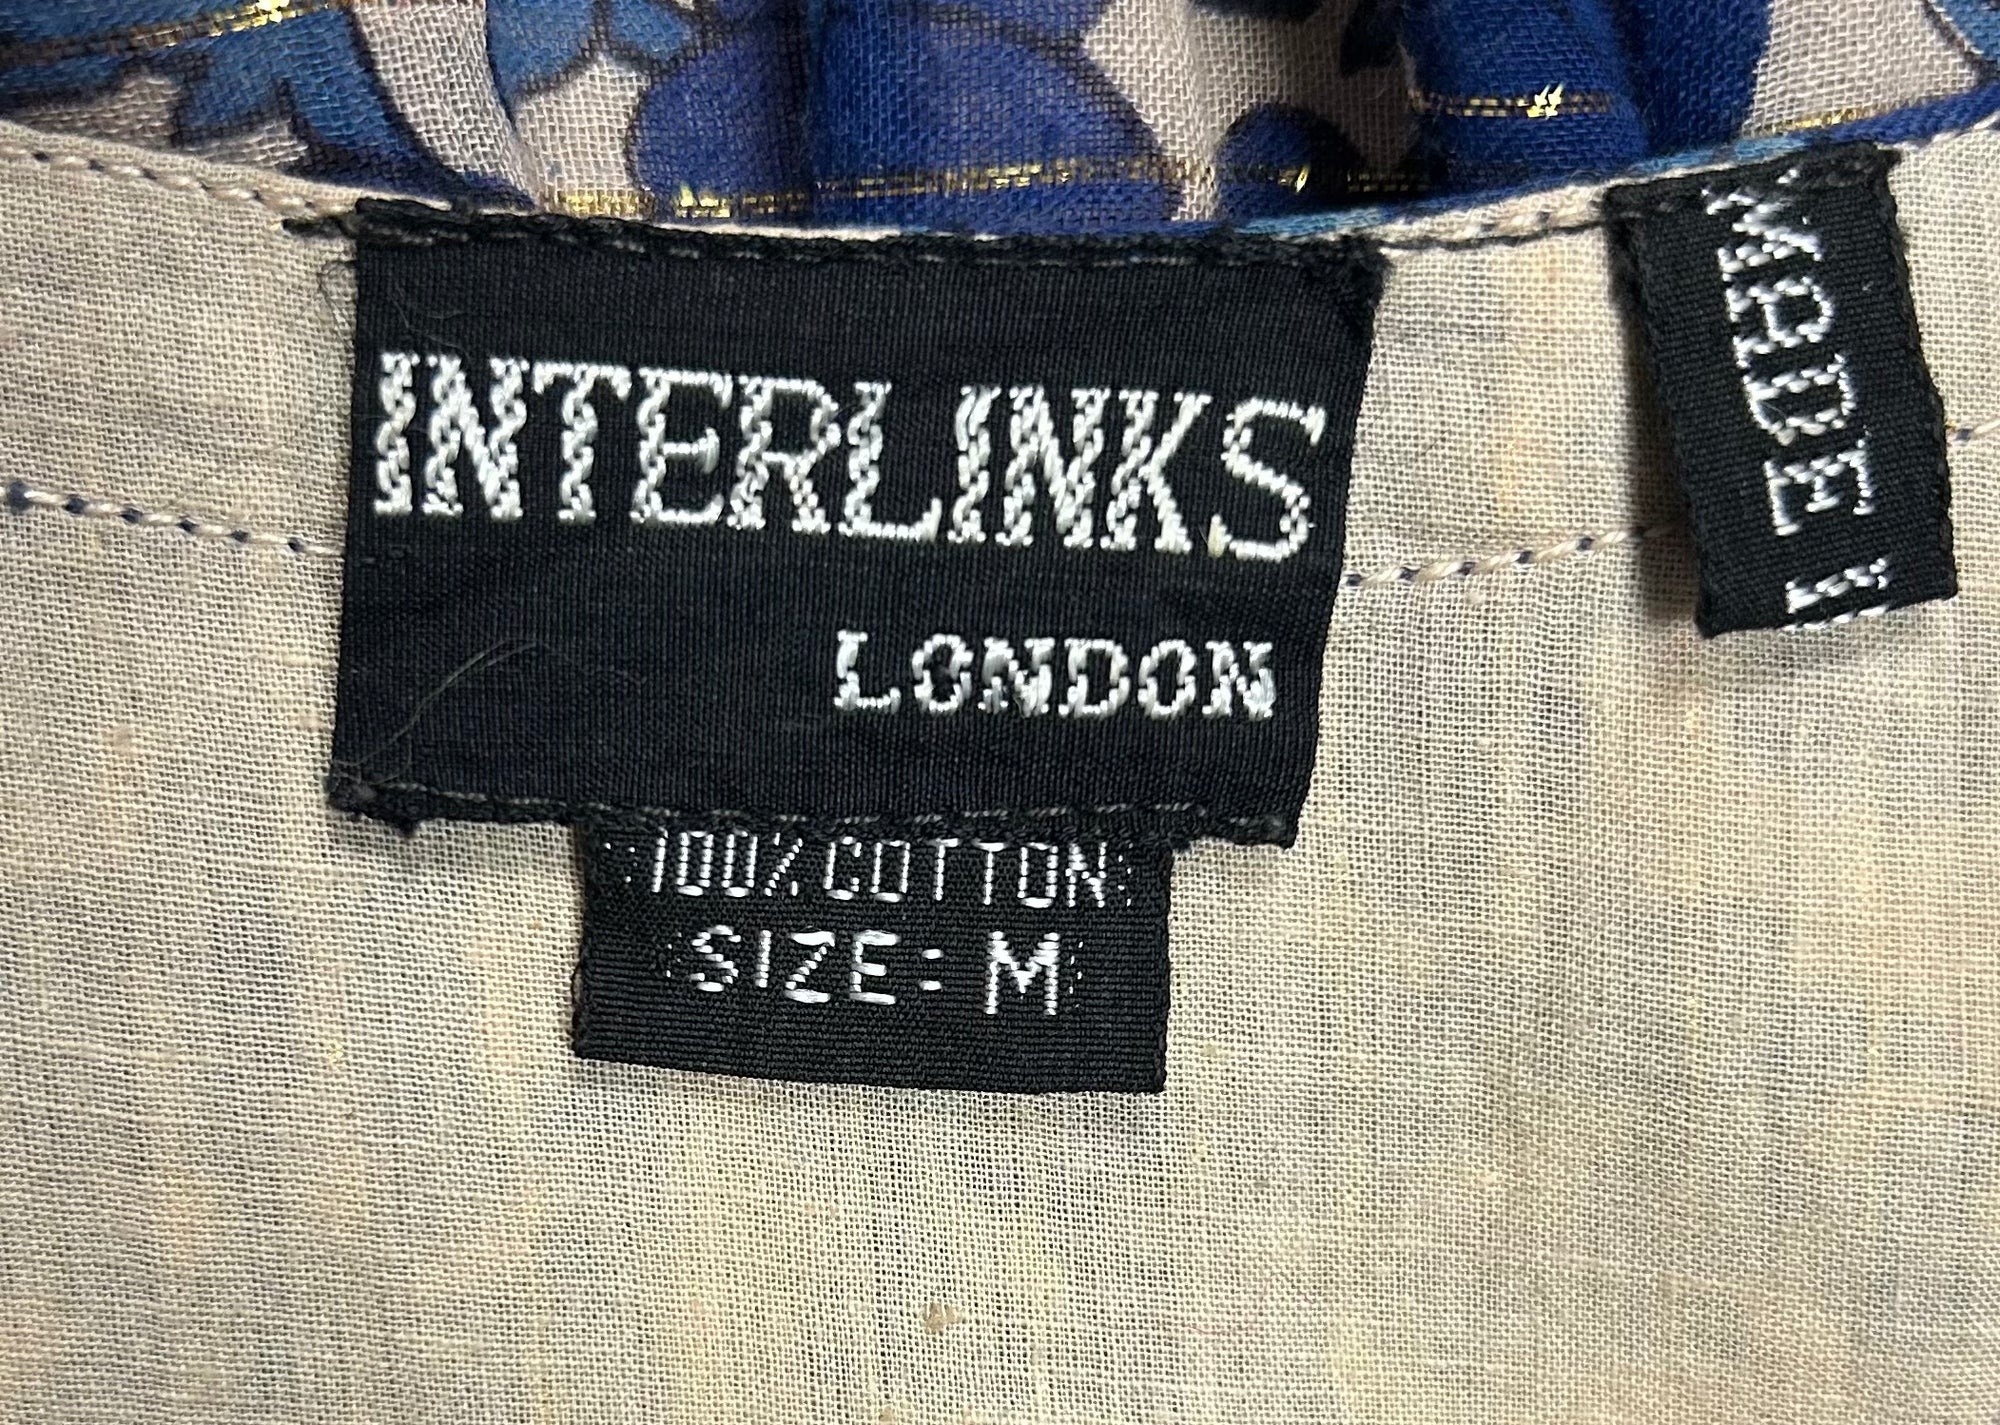 INTERLINKS
LONDON
100% COTTON
SIZE: M
MADE